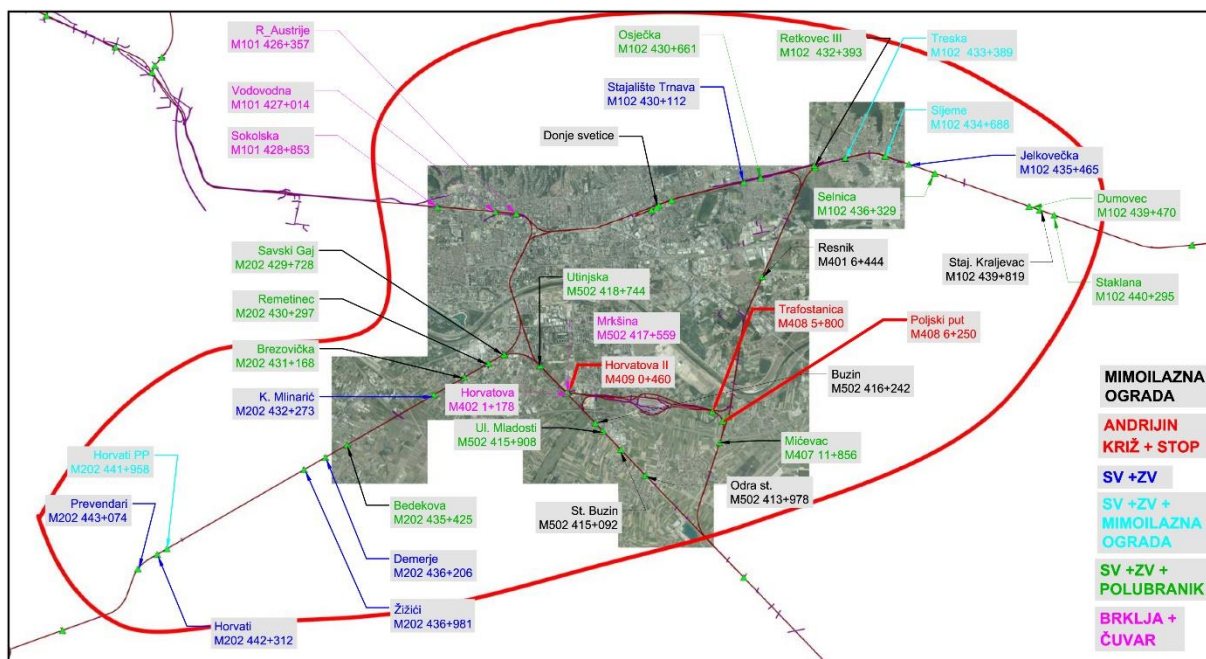 R_Austrije
M101 426+357
Vodovodna
M101 427+014
Sokolska
M101 428+853
Osječka
M102 430+661
Stajalište Trnava
M102 430+112
Donje svetice
Retkovec III
M102 432+393
Treska
M102 433+389
Sljeme
M102 434+688
Jelkovečka
M102 435+465
Selnica
M102 436+329
Dumovec
M102 439+470
Staj. Kraljevac
M102 439+819
Staklana
M102 440+295
Savski Gaj
M202 429+728
Remetinec
M202 430+297
Brezovička
M202 431+168
K. Mlinarić
M202 432+273
Utinjska
M502 418+744
Mrkšina
M502 417+559
Resnik
M401 6+444
Trafostanica
M408 5+800
Poljski put
M408 6+250
Horvatova II
M409 0+460
Horvatova
M402 1+178
Buzin
M502 416+242
Ul. Mladosti
M502 415+908
Mićevac
M407 11+856
Odra st.
M502 413+978
St. Buzin
M502 415+092
Horvati PP
M202 441+958
Prevendari
M202 443+074
Bedekova
M202 435+425
Demerje
M202 436+206
Žižići
M202 436+981
Horvati
M202 442+312
MIMOILAZNA
OGRADA
ANDRIJIN
KRIŽ + STOP
SV +ZV
SV +ZV +
MIMOILAZNA
OGRADA
SV +ZV +
POLUBRANIK
BRKLJA +
ČUVAR